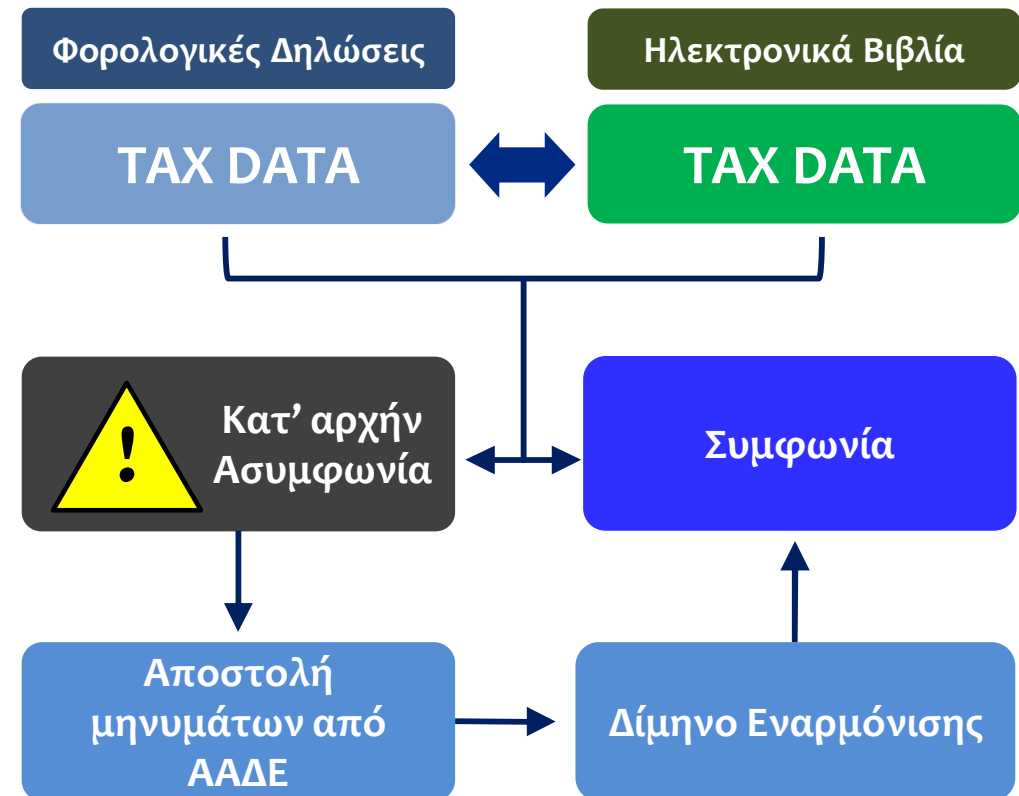 Φορολογικές Δηλώσεις
Ηλεκτρονικά Βιβλία
TAX DATA
TAX DATA
!
Κατ’ αρχήν
Ασυμφωνία
Συμφωνία
Αποστολή
μηνυμάτων από
ΑΑΔΕ
Δίμηνο Εναρμόνισης